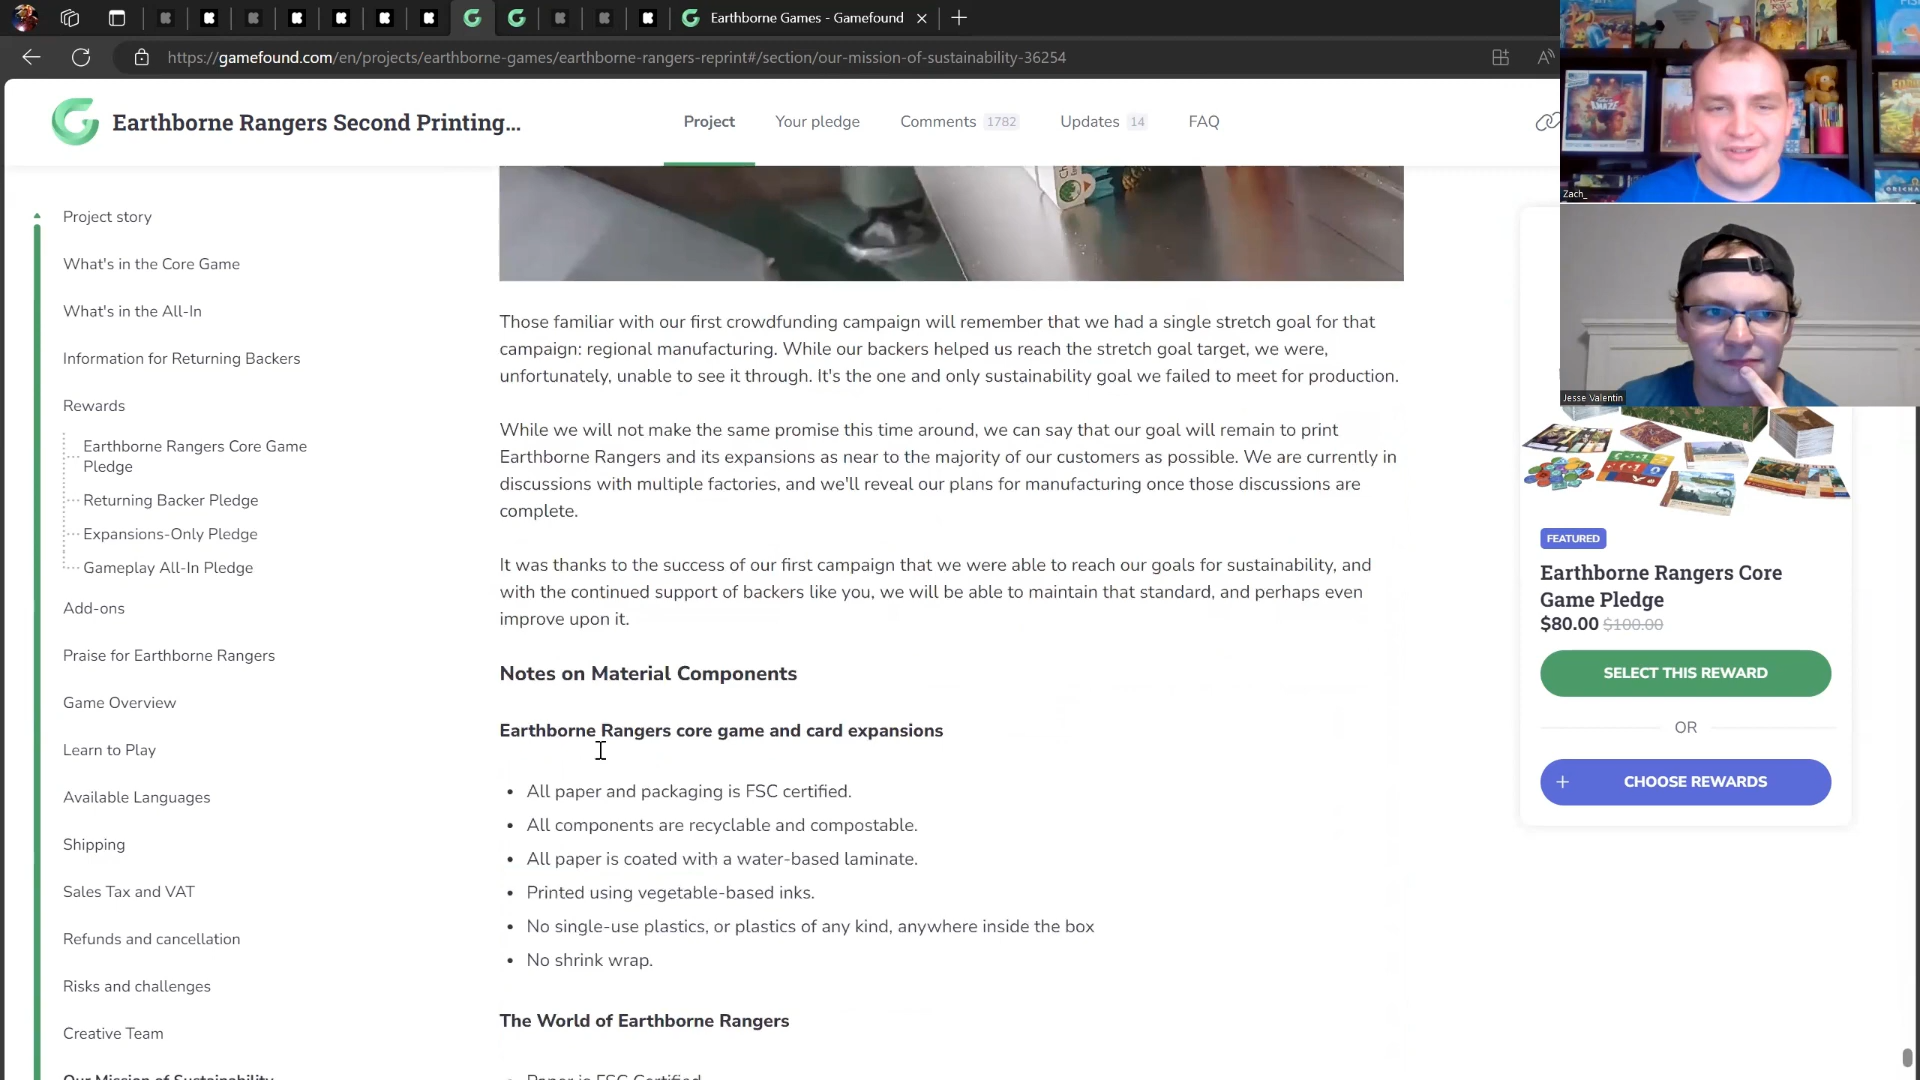 Earthborne Games - Gamefound
https://gamefound.com/en/projects/earthborne-games/earthborne-rangers-reprint#/section/our-mission-of-sustainability-36254
Earthborne Rangers Second Printing...
Project
Your pledge
Comments 1782
Updates 14
FAQ
Project story
What's in the Core Game
What's in the All-In
Information for Returning Backers
Rewards
Earthborne Rangers Core Game
Pledge
Returning Backer Pledge
Expansions-Only Pledge
Gameplay All-In Pledge
Add-ons
Praise for Earthborne Rangers
Game Overview
Learn to Play
Available Languages
Shipping
Sales Tax and VAT
Refunds and cancellation
Risks and challenges
Creative Team
Our Mission of Sustainability
Those familiar with our first crowdfunding campaign will remember that we had a single stretch goal for that
campaign: regional manufacturing. While our backers helped us reach the stretch goal target, we were,
unfortunately, unable to see it through. It's the one and only sustainability goal we failed to meet for production.
While we will not make the same promise this time around, we can say that our goal will remain to print
Earthborne Rangers and its expansions as near to the majority of our customers as possible. We are currently in
discussions with multiple factories, and we'll reveal our plans for manufacturing once those discussions are
complete.
It was thanks to the success of our first campaign that we were able to reach our goals for sustainability, and
with the continued support of backers like you, we will be able to maintain that standard, and perhaps even
improve upon it.
Notes on Material Components
Earthborne Rangers core game and card expansions
• All paper and packaging is FSC certified.
• All components are recyclable and compostable.
• All paper is coated with a water-based laminate.
• Printed using vegetable-based inks.
• No single-use plastics, or plastics of any kind, anywhere inside the box
• No shrink wrap.
The World of Earthborne Rangers
• Paper is FSC Certified
Zach_
Jesse Valentin
FEATURED
Earthborne Rangers Core
Game Pledge
$80.00 $100.00
SELECT THIS REWARD
OR
+ CHOOSE REWARDS